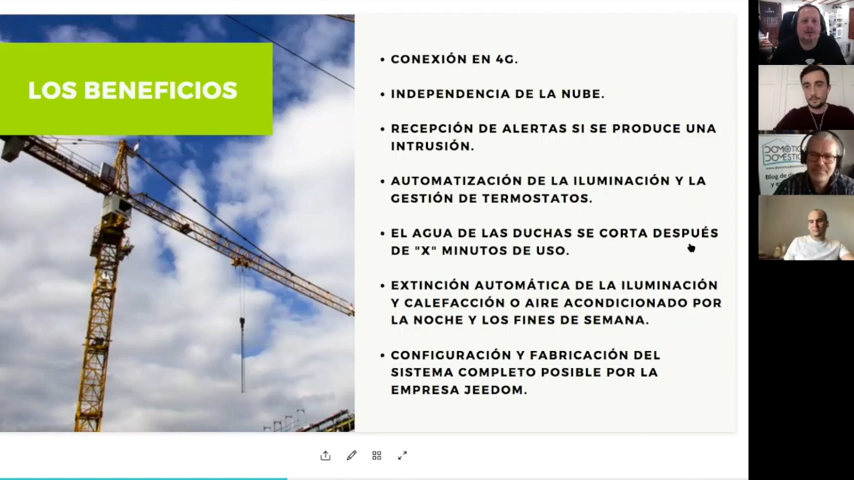 LOS BENEFICIOS
• CONEXIÓN EN 4G.
• INDEPENDENCIA DE LA NUBE.
• RECEPCIÓN DE ALERTAS SI SE PRODUCE UNA
INTRUSIÓN.
• AUTOMATIZACIÓN DE LA ILUMINACIÓN Y LA
GESTIÓN DE TERMOSTATOS.
• EL AGUA DE LAS DUCHAS SE CORTA DESPUÉS
DE "X" MINUTOS DE USO.
• EXTINCIÓN AUTOMÁTICA DE LA ILUMINACIÓN
Y CALEFACCIÓN O AIRE ACONDICIONADO POR
LA NOCHE Y LOS FINES DE SEMANA.
• CONFIGURACIÓN Y FABRICACIÓN DEL
SISTEMA COMPLETO POSIBLE POR LA
EMPRESA JEEDOM.
Blog de